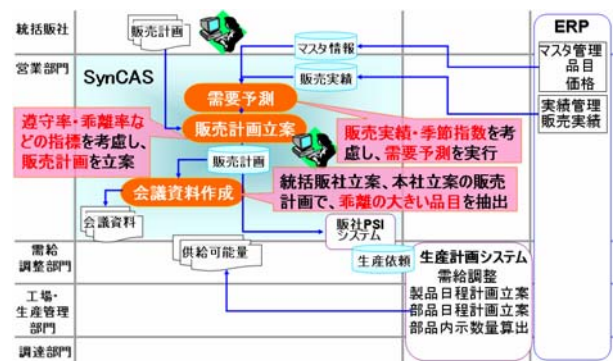 統括販社
販売計画
マスタ情報
ERP
マスタ管理
品目
価格
実績管理
販売実績
営業部門
SynCAS
販売実績
需要予測
販売計画立案
遵守率・乖離率な
どの指標を考慮し、
販売計画を立案
販売実績・季節指数を考
慮し、需要予測を実行
販売計画
会議資料作成
統括販社立案、本社立案の販売
計画で、乖離の大きい品目を抽出
会議資料
販社PSI
システム
需給
調整部門
供給可能量
生産依頼
生産計画システム
需給調整
製品日程計画立案
部品日程計画立案
部品内示数量算出
工場・
生産管理
部門
調達部門